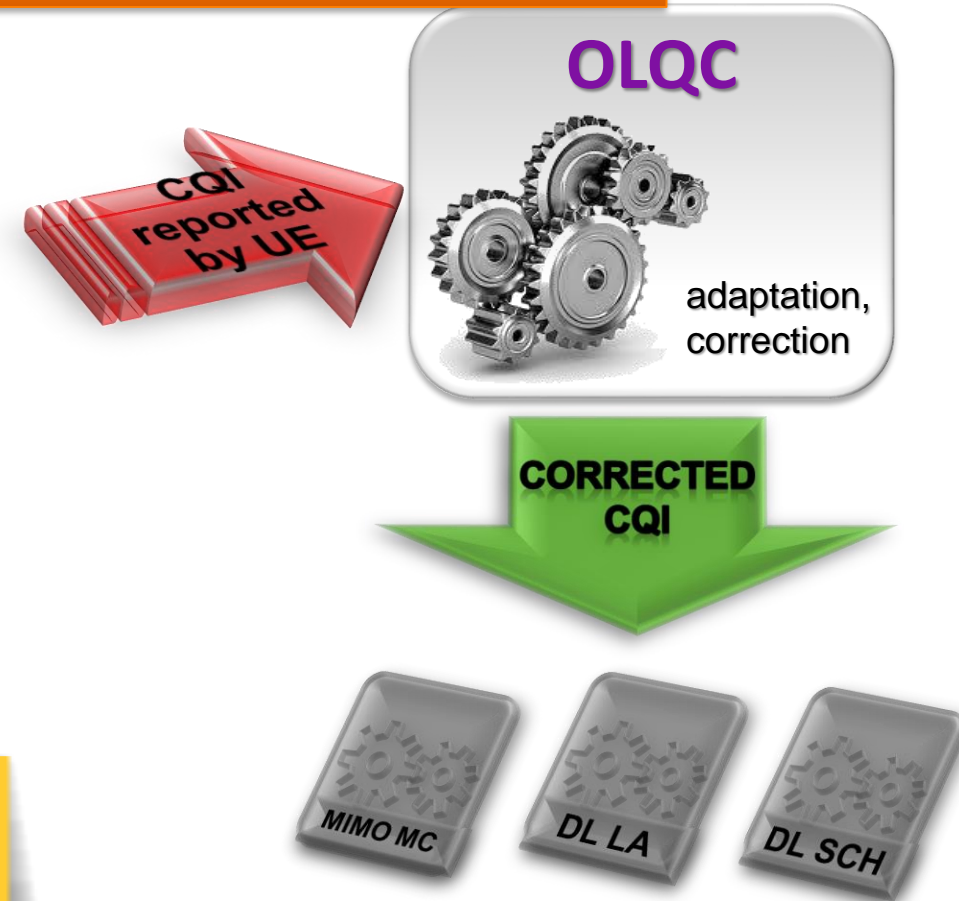 OLQC
CQI
reported
by UE
adaptation,
correction
CORRECTED
CQI
MIMO MC
DL LA
DL SCH